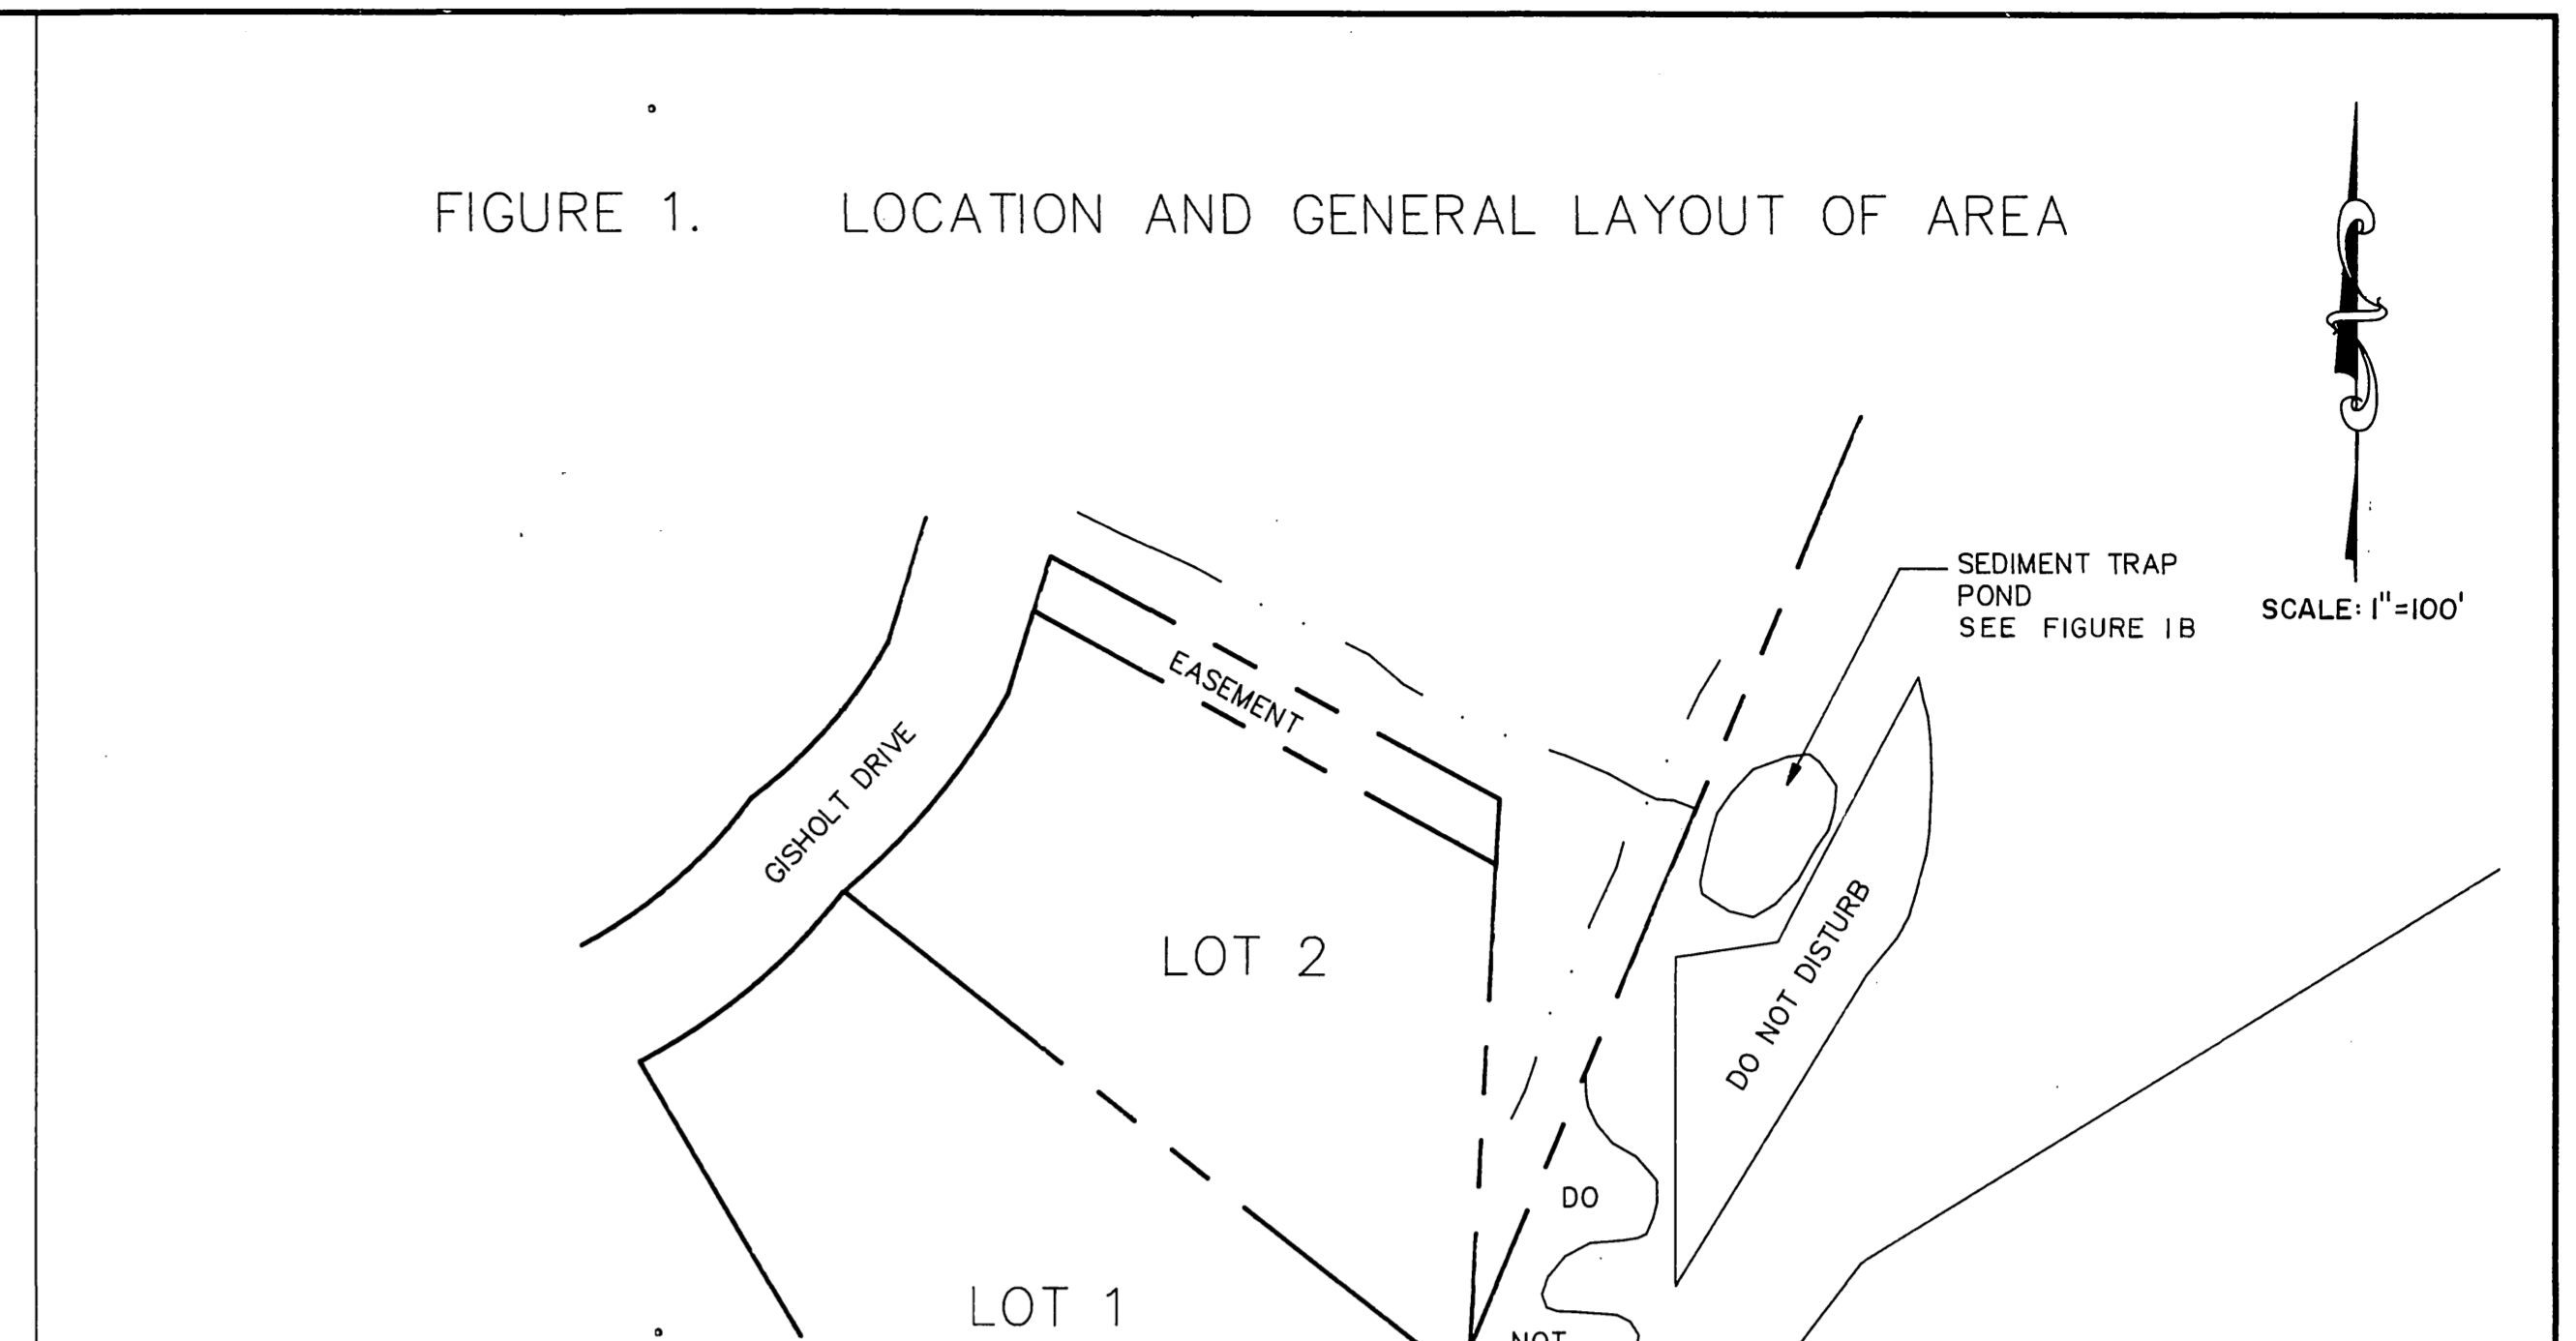 FIGURE 1. LOCATION AND GENERAL LAYOUT OF AREA
SEDIMENT TRAP
POND
SEE FIGURE 1B
SCALE: 1"=100'
EASEMENT
GISHOLT DRIVE
LOT 2
DO NOT DISTURB
DO
LOT 1
NOT